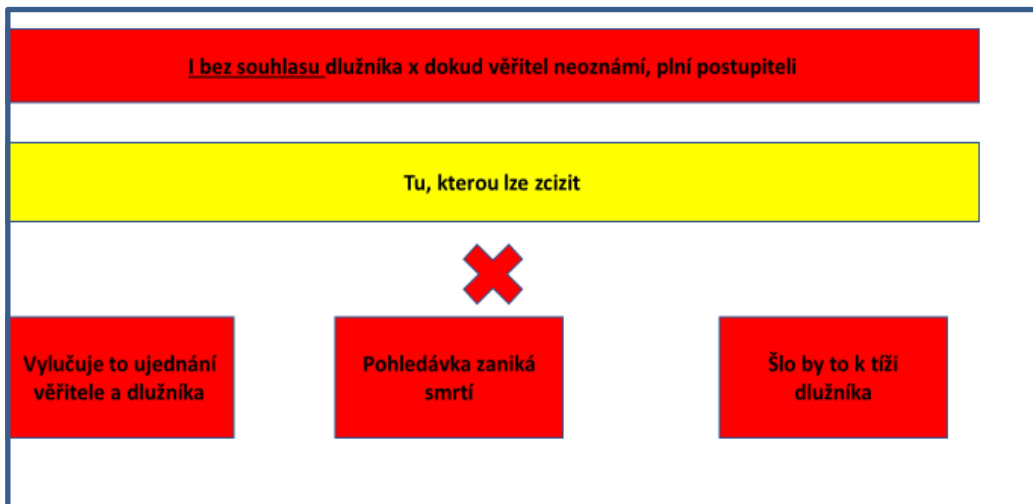 I bez souhlasu dlužníka x dokud věřitel neoznámí, plní postupiteli
Tu, kterou lze zcizit
Vylučuje to ujednání
věřitele a dlužníka
Pohledávka zaniká
smrtí
Šlo by to k tíži
dlužníka